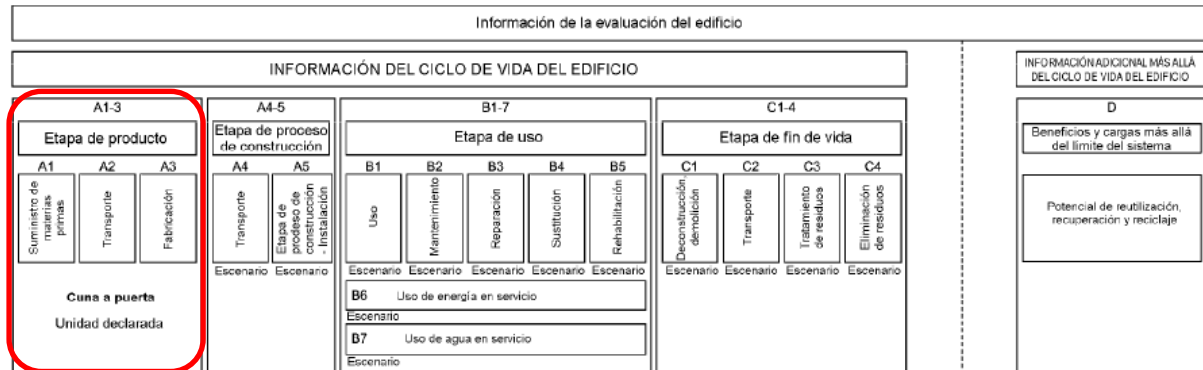 Información de la evaluación del edificio
INFORMACIÓN DEL CICLO DE VIDA DEL EDIFICIO
INFORMACIÓN ADICIONAL MÁS ALLÁ
DEL CICLO DE VIDA DEL EDIFICIO
A1-3
A4-5
B1-7
C1-4
D
Etapa de producto
Etapa de proceso
de construcción
Etapa de uso
Etapa de fin de vida
Beneficios y cargas más allá
del límite del sistema
A1
A2
A3
A4
A5
B1
B2
B3
B4
B5
C1
C2
C3
C4
Suministro de
materias
primas
Transporte
Fabricación
Transporte
Etapa de
prodeso de
construcción
- Instalación
Uso
Mantenimiento
Reparación
Sustitución
Rehabilitación
Deconstrucción,
demolición
Transporte
Tratamiento
de residuos
Eliminación
de residuos
Potencial de reutilización,
recuperación y reciclaje
Escenario Escenario
Escenario Escenario Escenario Escenario Escenario
Escenario Escenario Escenario Escenario
Cuna a puerta
Unidad declarada
B6 Uso de energía en servicio
Escenario
B7 Uso de agua en servicio
Escenario